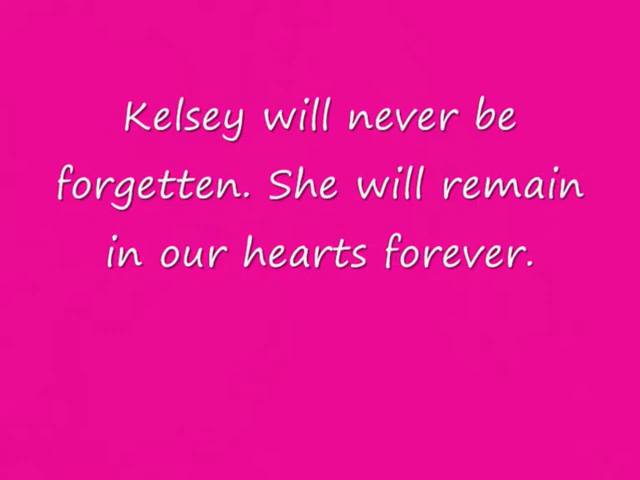 Kelsey will never be
forgetten. She will remain
in our hearts forever.